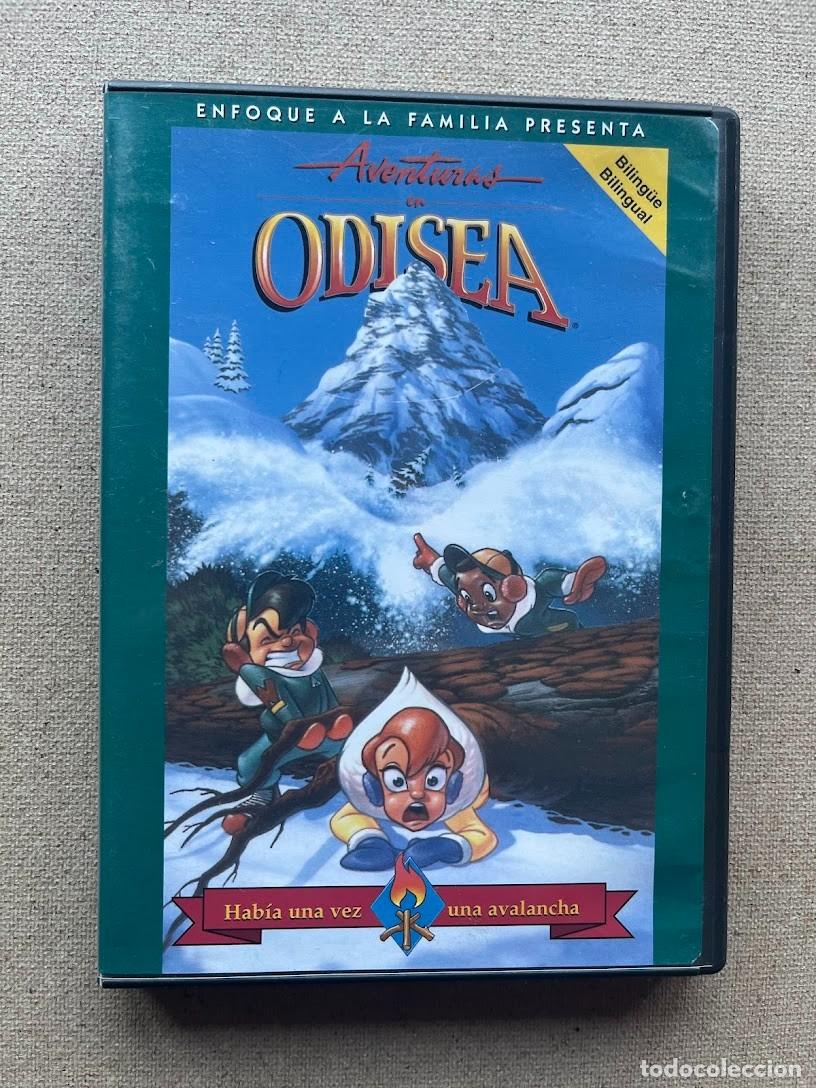 ENFOQUE A LA FAMILIA PRESENTA
Aventuras
en
ODISEA®
Bilingüe
Bilingual
Había una vez una avalancha
todocoleccion